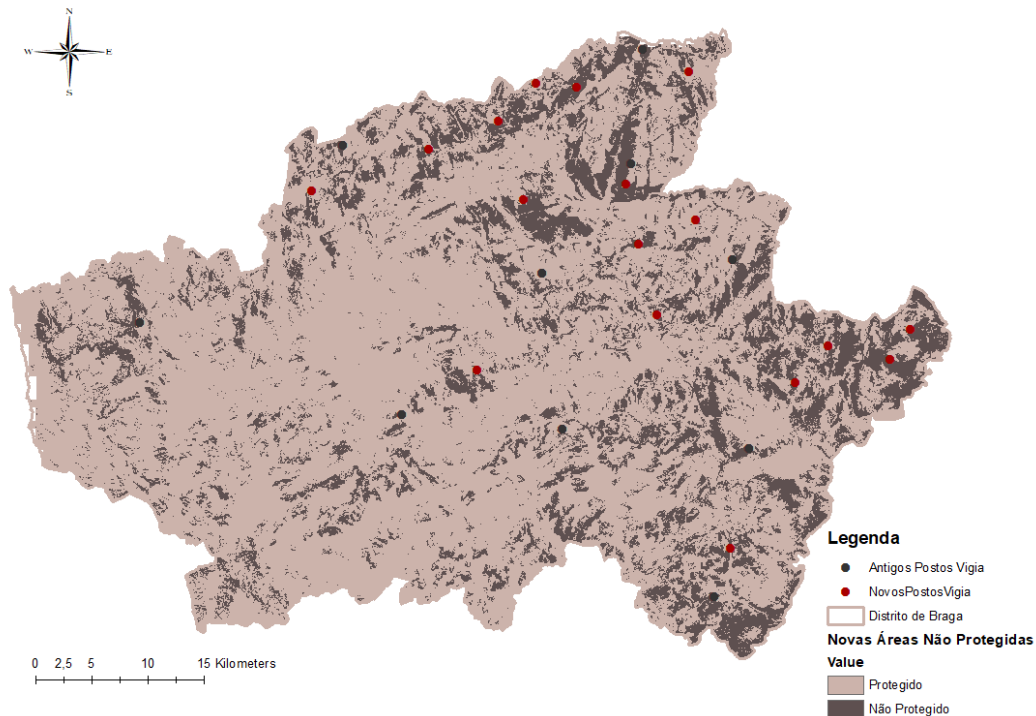 N
W E
S
Legenda
Antigos Postos Vigia
NovosPostosVigia
Distrito de Braga
Novas Áreas Não Protegidas
Value
Protegido
Não Protegido
0 2,5 5 10 15 Kilometers